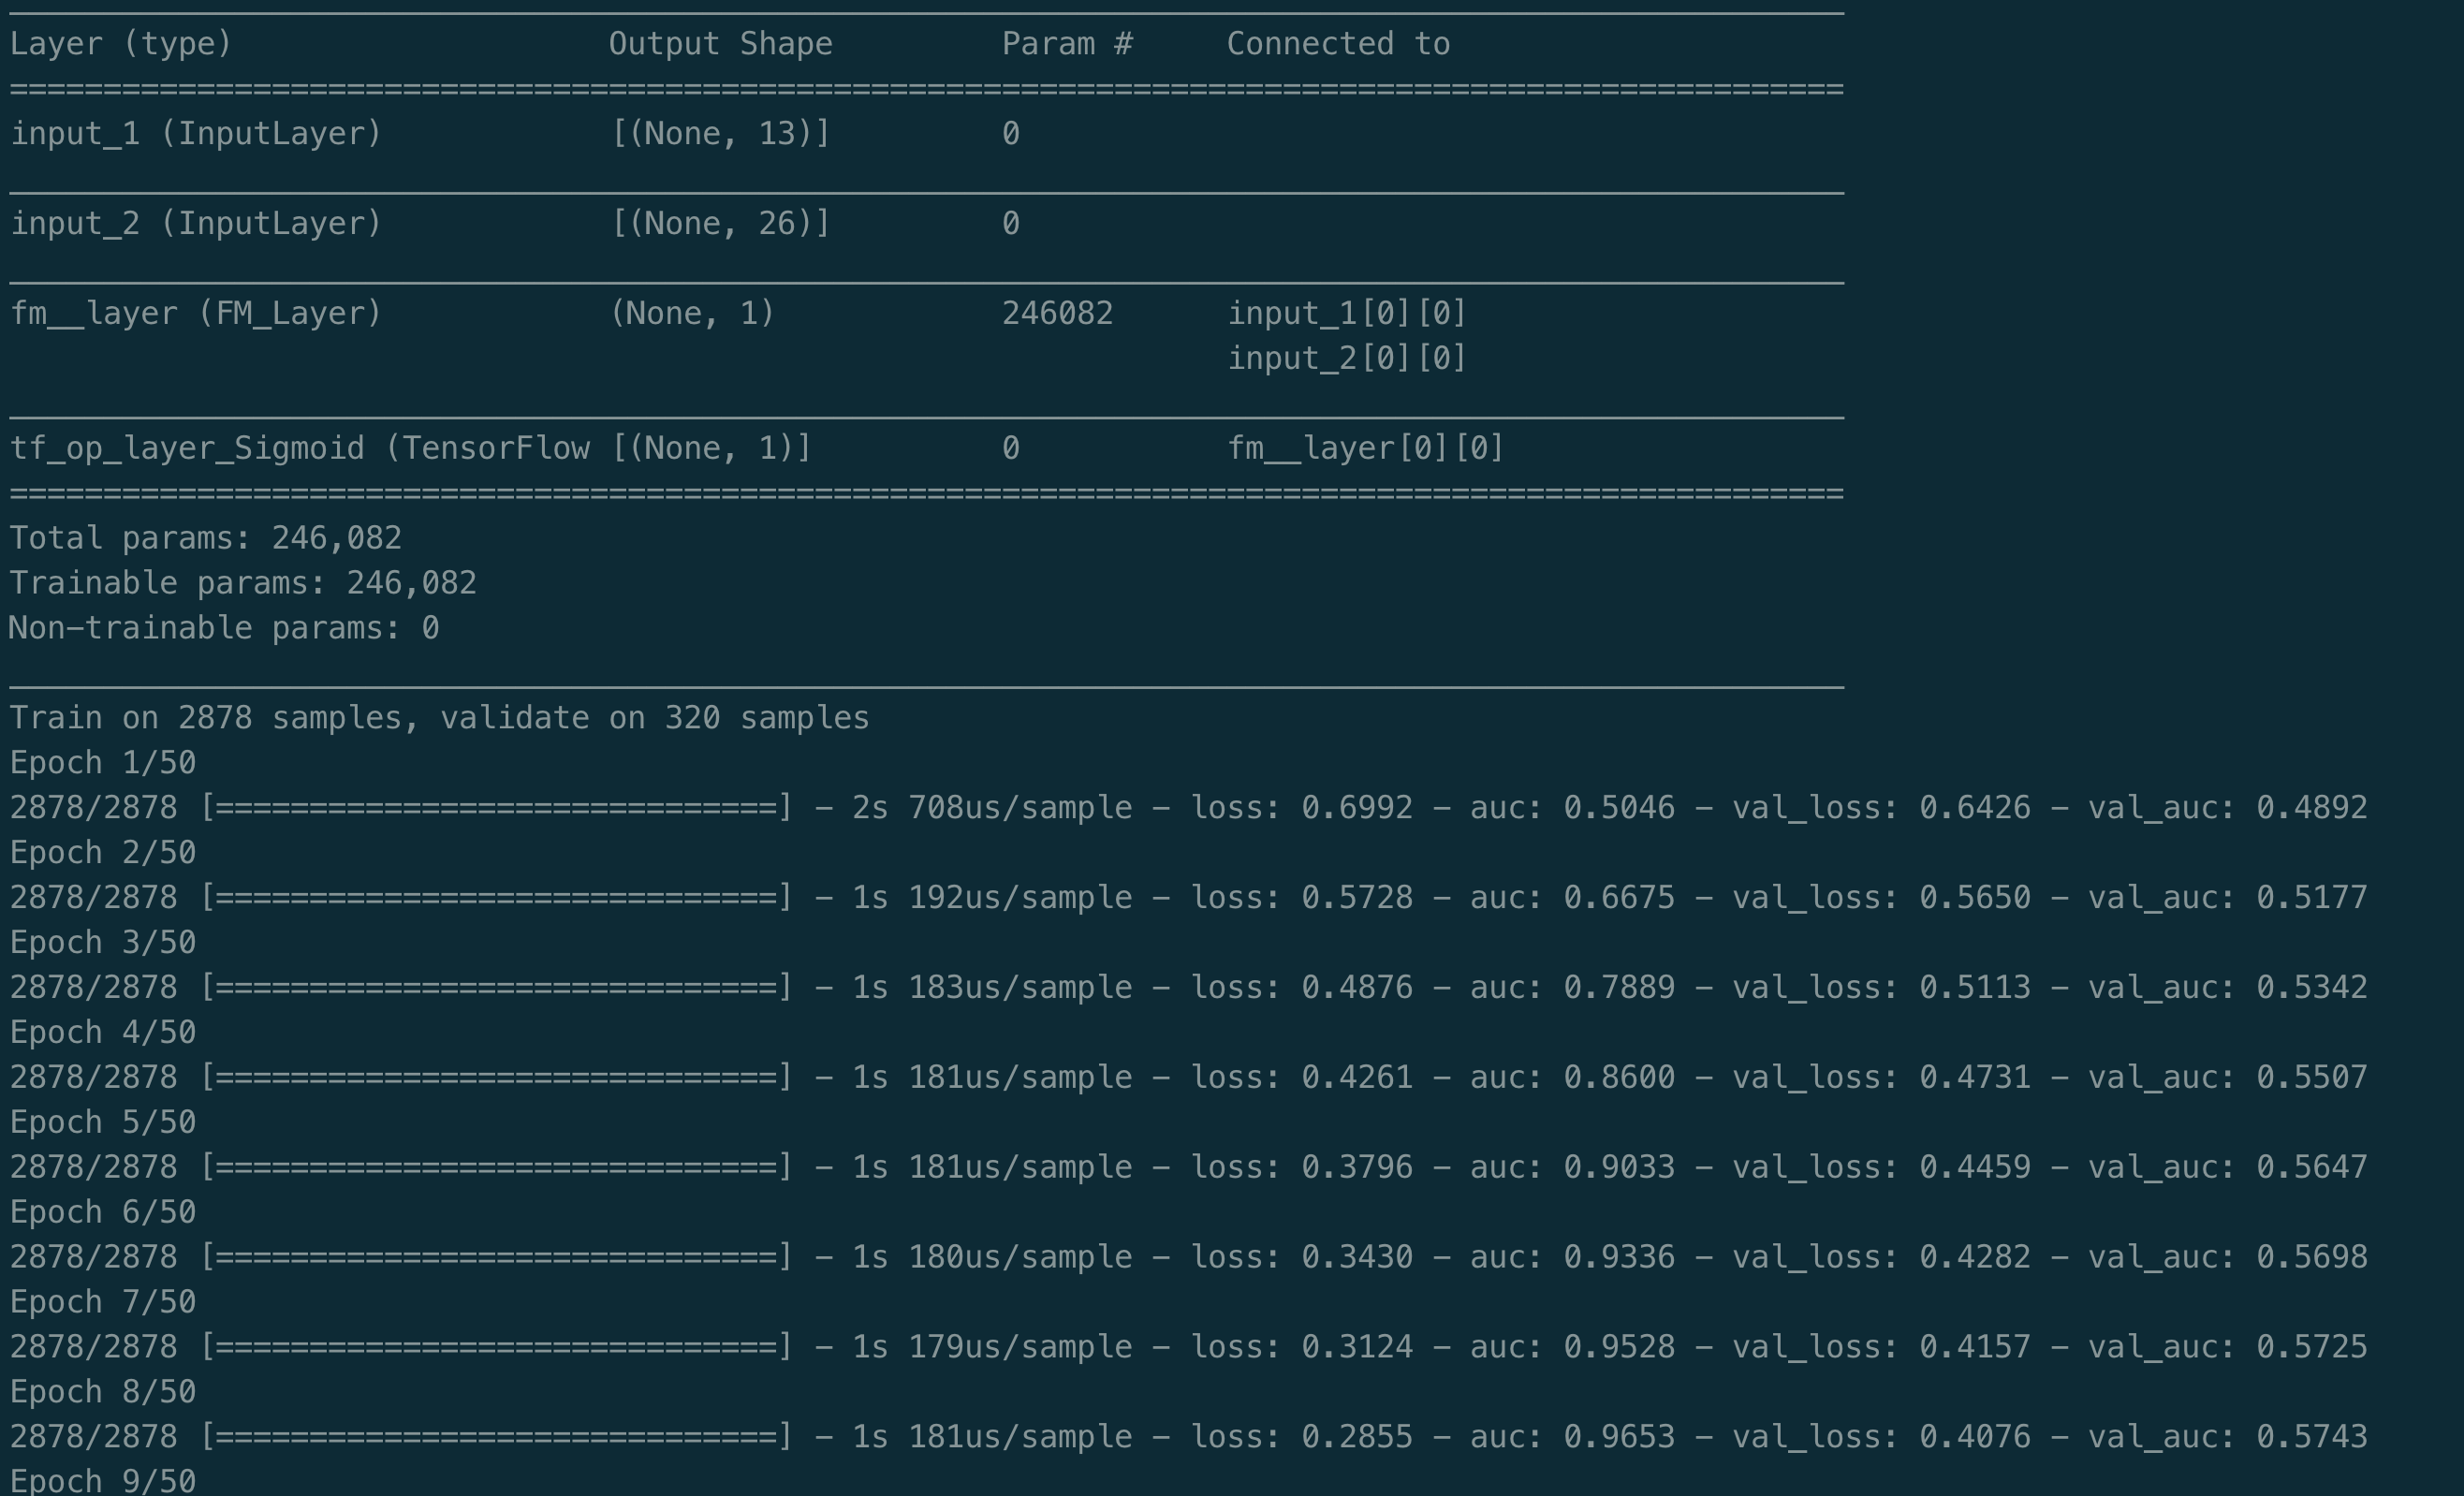 Layer (type)                    Output Shape         Param #     Connected to
==================================================================================================
input_1 (InputLayer)            [(None, 13)]         0
__________________________________________________________________________________________________
input_2 (InputLayer)            [(None, 26)]         0
__________________________________________________________________________________________________
fm__layer (FM_Layer)            (None, 1)            246082      input_1[0][0]
                                                                 input_2[0][0]
__________________________________________________________________________________________________
tf_op_layer_Sigmoid (TensorFlow [(None, 1)]          0           fm__layer[0][0]
==================================================================================================
Total params: 246,082
Trainable params: 246,082
Non-trainable params: 0
__________________________________________________________________________________________________
Train on 2878 samples, validate on 320 samples
Epoch 1/50
2878/2878 [==============================] - 2s 708us/sample - loss: 0.6992 - auc: 0.5046 - val_loss: 0.6426 - val_auc: 0.4892
Epoch 2/50
2878/2878 [==============================] - 1s 192us/sample - loss: 0.5728 - auc: 0.6675 - val_loss: 0.5650 - val_auc: 0.5177
Epoch 3/50
2878/2878 [==============================] - 1s 183us/sample - loss: 0.4876 - auc: 0.7889 - val_loss: 0.5113 - val_auc: 0.5342
Epoch 4/50
2878/2878 [==============================] - 1s 181us/sample - loss: 0.4261 - auc: 0.8600 - val_loss: 0.4731 - val_auc: 0.5507
Epoch 5/50
2878/2878 [==============================] - 1s 181us/sample - loss: 0.3796 - auc: 0.9033 - val_loss: 0.4459 - val_auc: 0.5647
Epoch 6/50
2878/2878 [==============================] - 1s 180us/sample - loss: 0.3430 - auc: 0.9336 - val_loss: 0.4282 - val_auc: 0.5698
Epoch 7/50
2878/2878 [==============================] - 1s 179us/sample - loss: 0.3124 - auc: 0.9528 - val_loss: 0.4157 - val_auc: 0.5725
Epoch 8/50
2878/2878 [==============================] - 1s 181us/sample - loss: 0.2855 - auc: 0.9653 - val_loss: 0.4076 - val_auc: 0.5743
Epoch 9/50